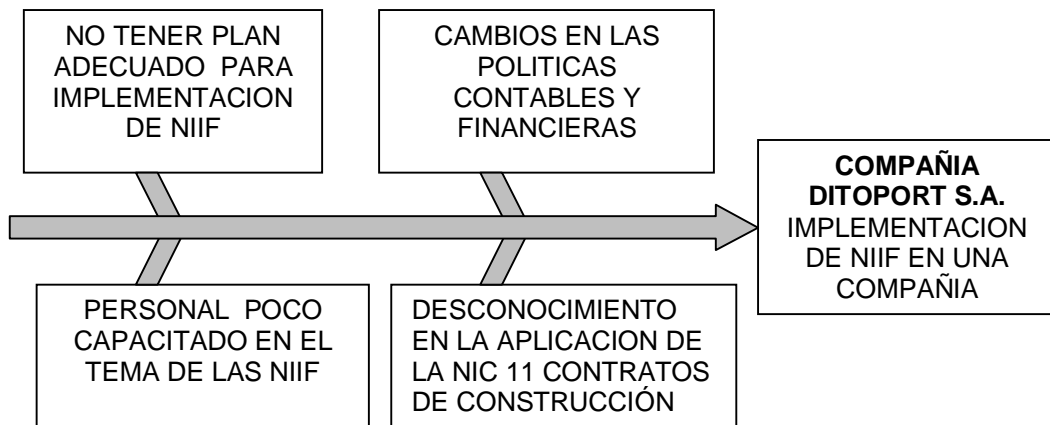 NO TENER PLAN
ADECUADO PARA
IMPLEMENTACION
DE NIIF
CAMBIOS EN LAS
POLITICAS
CONTABLES Y
FINANCIERAS
COMPAÑIA
DITOPORT S.A.
IMPLEMENTACION
DE NIIF EN UNA
COMPAÑIA
PERSONAL POCO
CAPACITADO EN EL
TEMA DE LAS NIIF
DESCONOCIMIENTO
EN LA APLICACION DE
LA NIC 11 CONTRATOS
DE CONSTRUCCIÓN